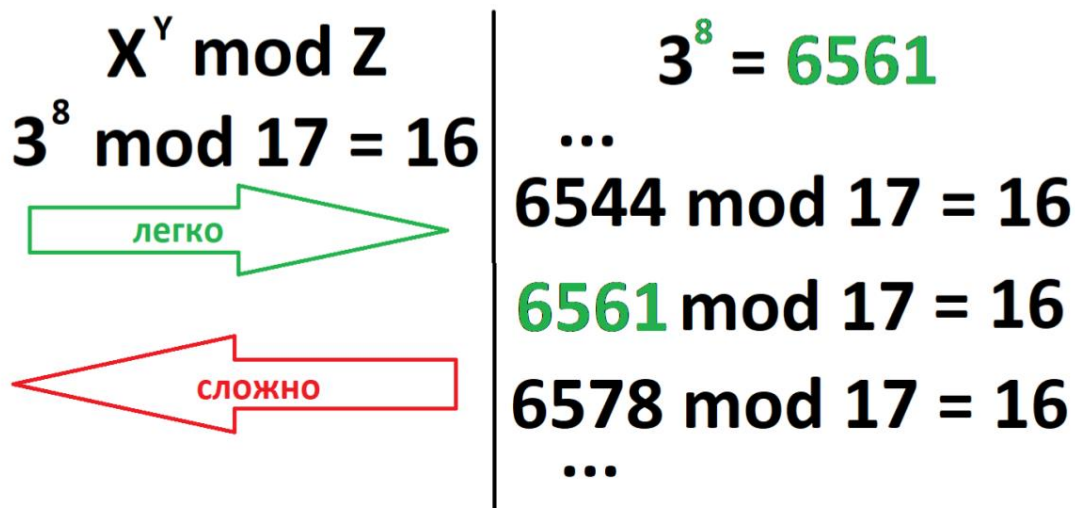 X^Y mod Z
3^8 mod 17 = 16
легко
сложно
3^8 = 6561
...
6544 mod 17 = 16
6561 mod 17 = 16
6578 mod 17 = 16
...